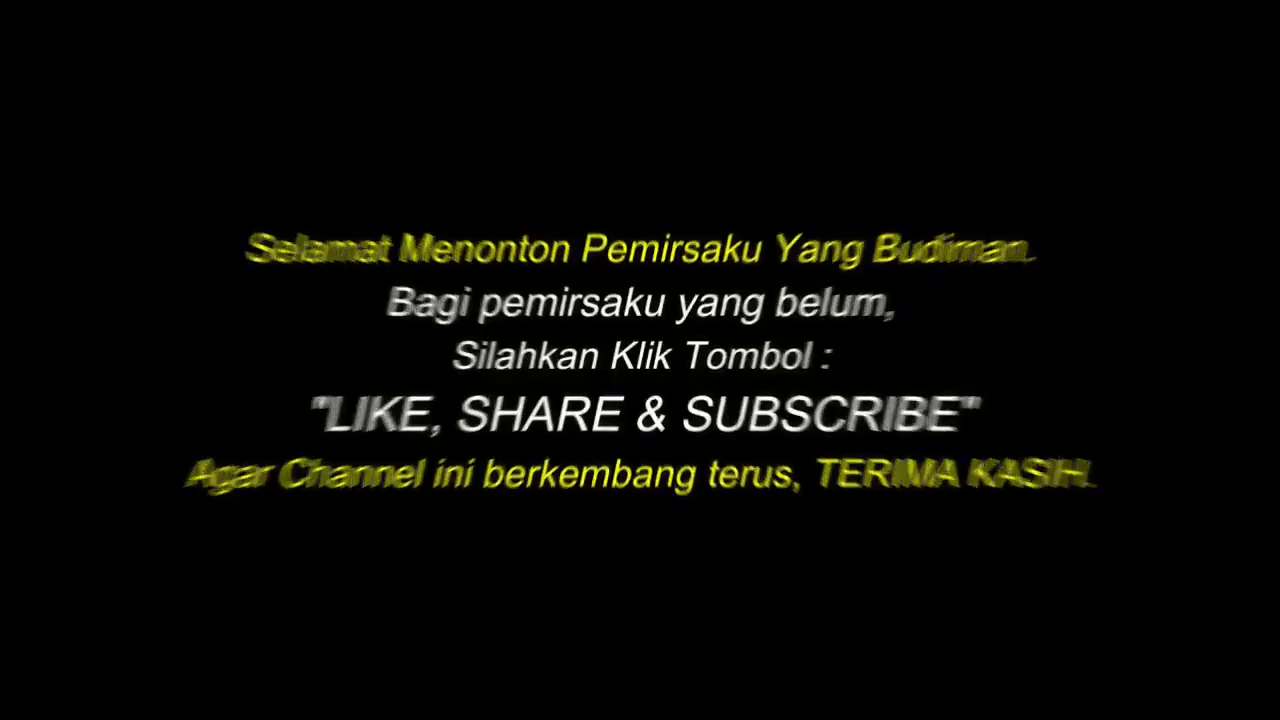 Selamat Menonton Pemirsaku Yang Budiman.
Bagi pemirsaku yang belum,
Silahkan Klik Tombol :
"LIKE, SHARE & SUBSCRIBE"
Agar Channel ini berkembang terus, TERIMA KASIH.